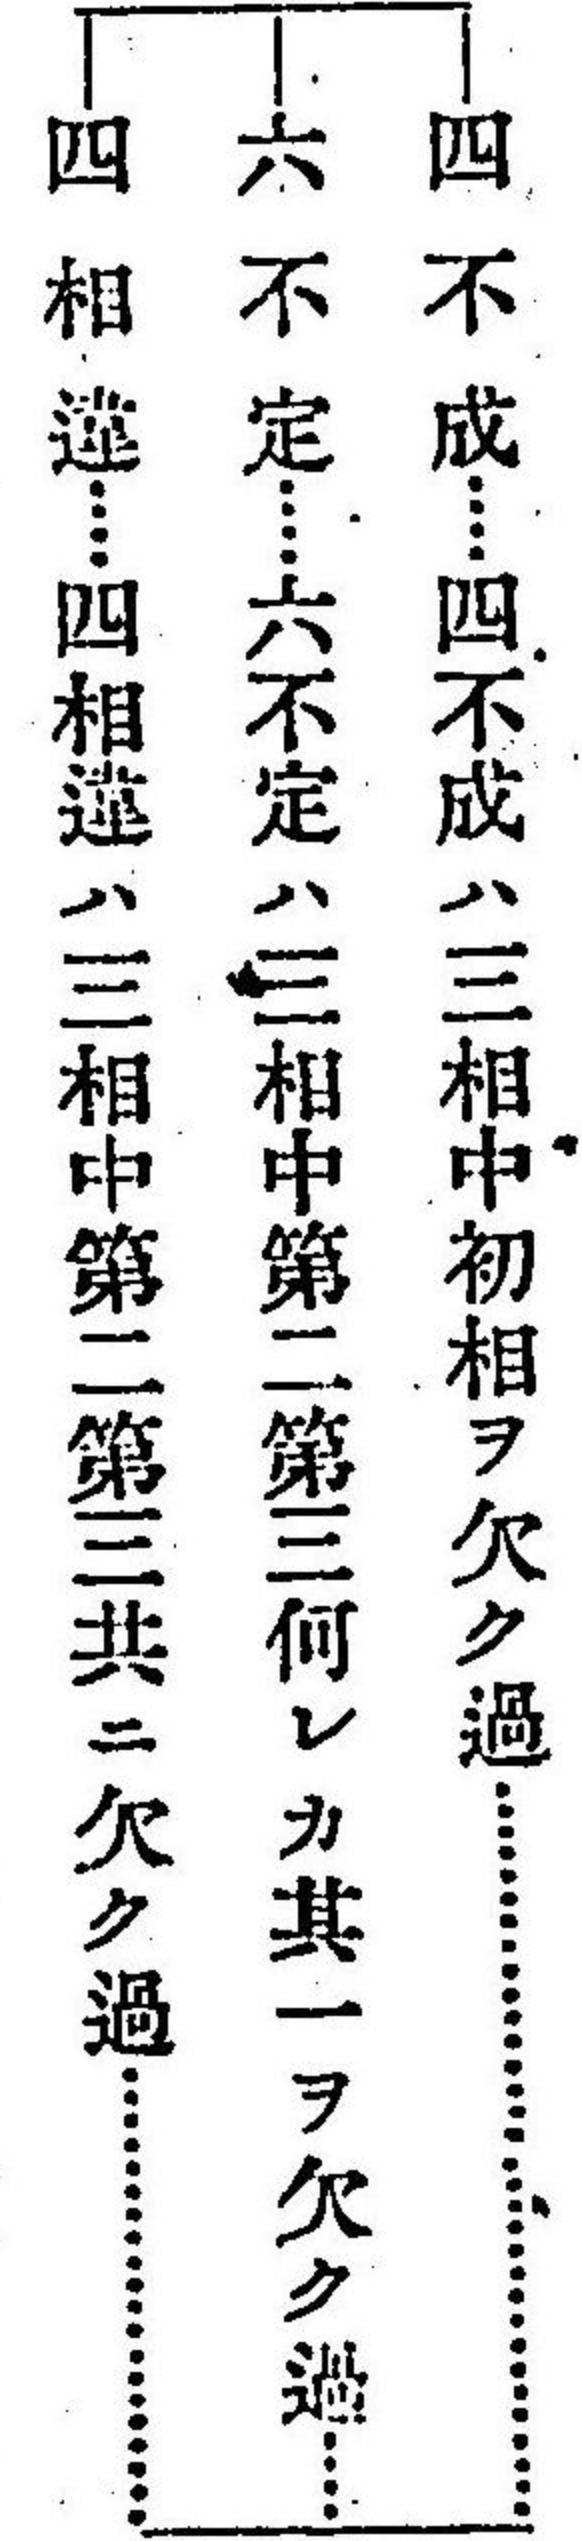 四不成……四不成ハ三相中初相ヲ欠ク過……
六不定……六不定ハ三相中第二第三何レカ其一ヲ欠ク過……
四相違……四相違ハ三相中第二第三共ニ欠ク過……